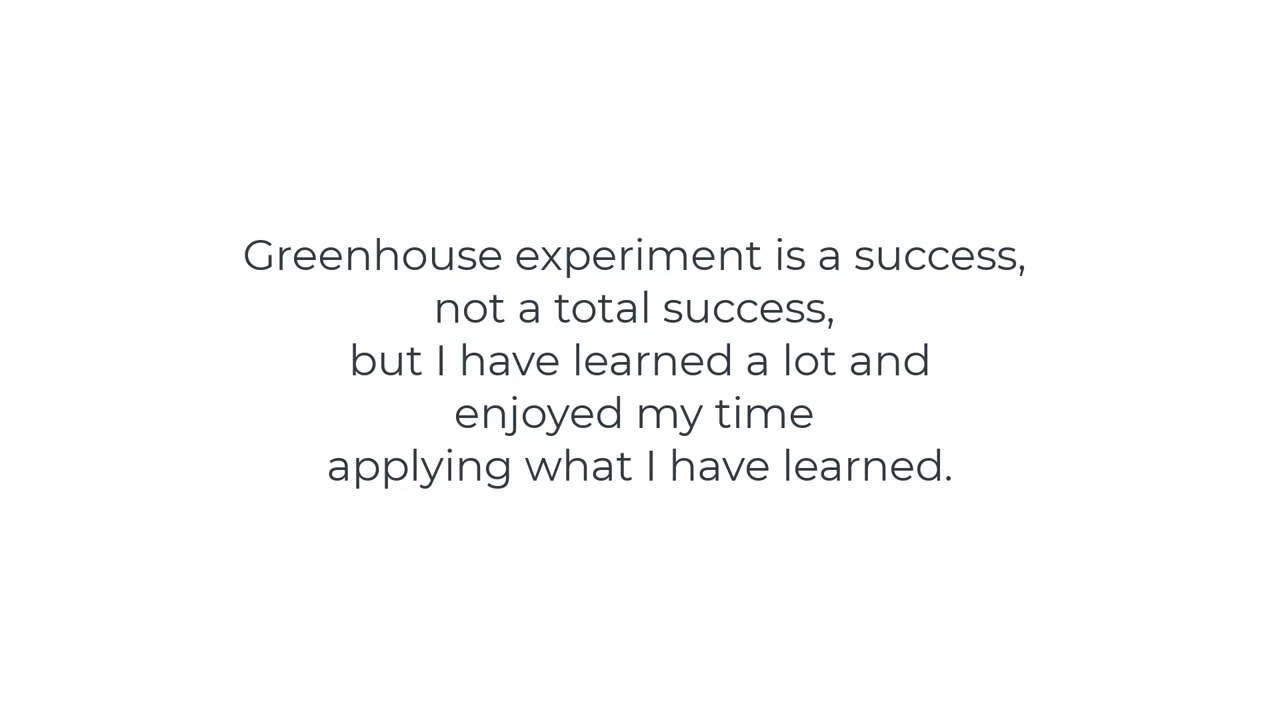 Greenhouse experiment is a success,
not a total success,
but I have learned a lot and
enjoyed my time
applying what I have learned.